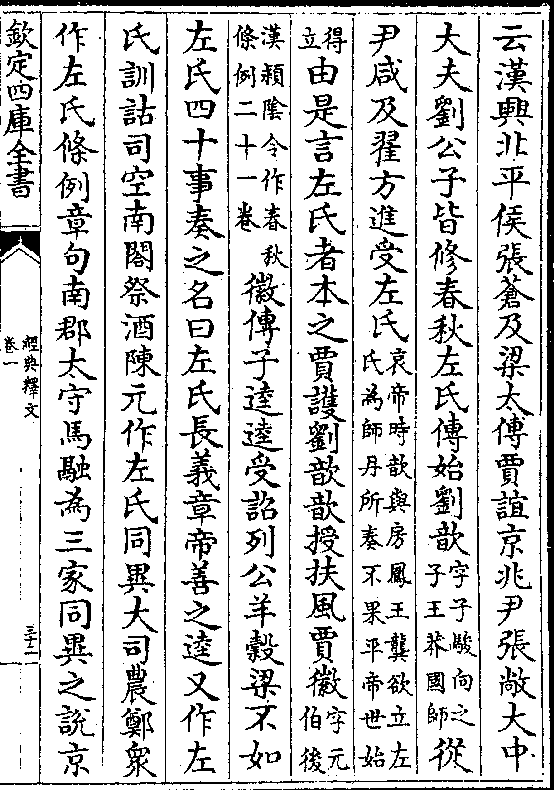 云漢興北平侯張蒼及梁太傅賈誼京兆尹張敞大中
大夫劉公子皆修春秋左氏傳始劉歆字子駿向之子王莽國師從
尹咸及翟方進受左氏哀帝時歆與房鳳王龔欲立左氏為師丹所奏不果平帝世始
得立由是言左氏者本之賈護劉歆歆授扶風賈徽字元伯後
漢潁陰令作春秋條例二十一卷徽傳子逵逵受詔列公羊穀梁不如
左氏四十事奏之名曰左氏長義章帝善之逵又作左
氏訓詁司空南閣祭酒陳元作左氏同異大司農鄭衆
作左氏條例章句南郡太守馬融為三家同異之説京
欽定四庫全書
經典釋文
卷一
三十二